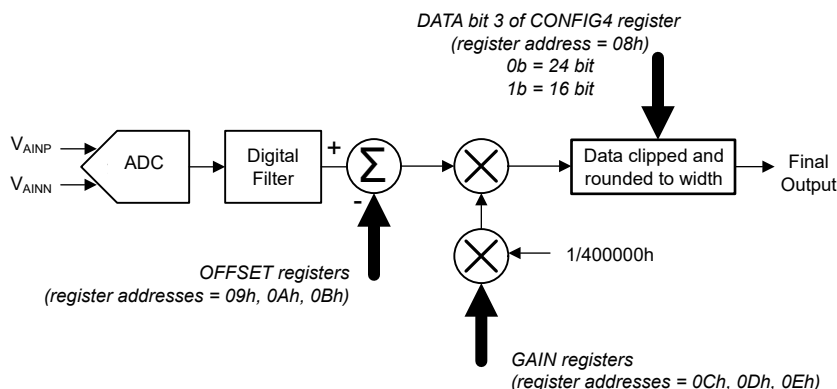 DATA bit 3 of CONFIG4 register
(register address = 08h)
0b = 24 bit
1b = 16 bit
VAINP
VAINN
ADC
Digital
Filter
+
-
Σ
Data clipped and
rounded to width
Final
Output
1/400000h
OFFSET registers
(register addresses = 09h, 0Ah, 0Bh)
GAIN registers
(register addresses = 0Ch, 0Dh, 0Eh)